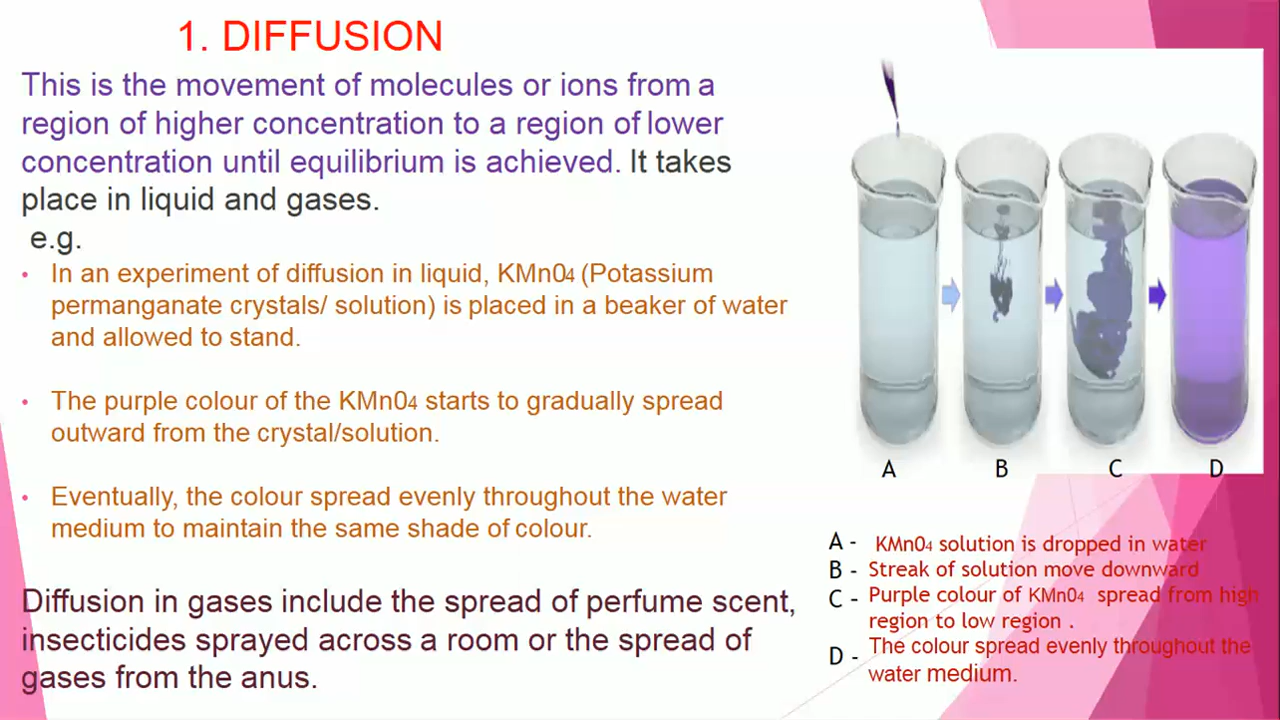 1. DIFFUSION
This is the movement of molecules or ions from a
region of higher concentration to a region of lower
concentration until equilibrium is achieved. It takes
place in liquid and gases.
e.g.
• In an experiment of diffusion in liquid, KMn04 (Potassium
permanganate crystals/ solution) is placed in a beaker of water
and allowed to stand.
• The purple colour of the KMn04 starts to gradually spread
outward from the crystal/solution.
• Eventually, the colour spread evenly throughout the water
medium to maintain the same shade of colour.
Diffusion in gases include the spread of perfume scent,
insecticides sprayed across a room or the spread of
gases from the anus.
A B C D
A - KMn04 solution is dropped in water
B - Streak of solution move downward
C - Purple colour of KMn04 spread from high
region to low region .
D - The colour spread evenly throughout the
water medium.